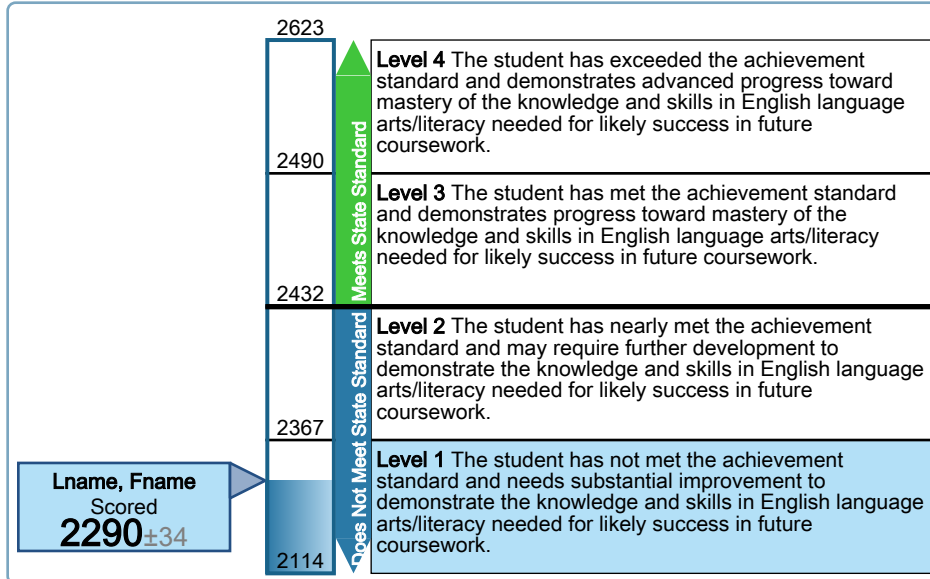 2623
Level 4 The student has exceeded the achievement
standard and demonstrates advanced progress toward
mastery of the knowledge and skills in English language
arts/literacy needed for likely success in future
coursework.
2490
Level 3 The student has met the achievement standard
and demonstrates progress toward mastery of the
knowledge and skills in English language arts/literacy
needed for likely success in future coursework.
Meets State Standard
2432
Level 2 The student has nearly met the achievement
standard and may require further development to
demonstrate the knowledge and skills in English language
arts/literacy needed for likely success in future
coursework.
2367
Does Not Meet State Standard
Level 1 The student has not met the achievement
standard and needs substantial improvement to
demonstrate the knowledge and skills in English language
arts/literacy needed for likely success in future
coursework.
Lname, Fname
Scored
2290±34
2114